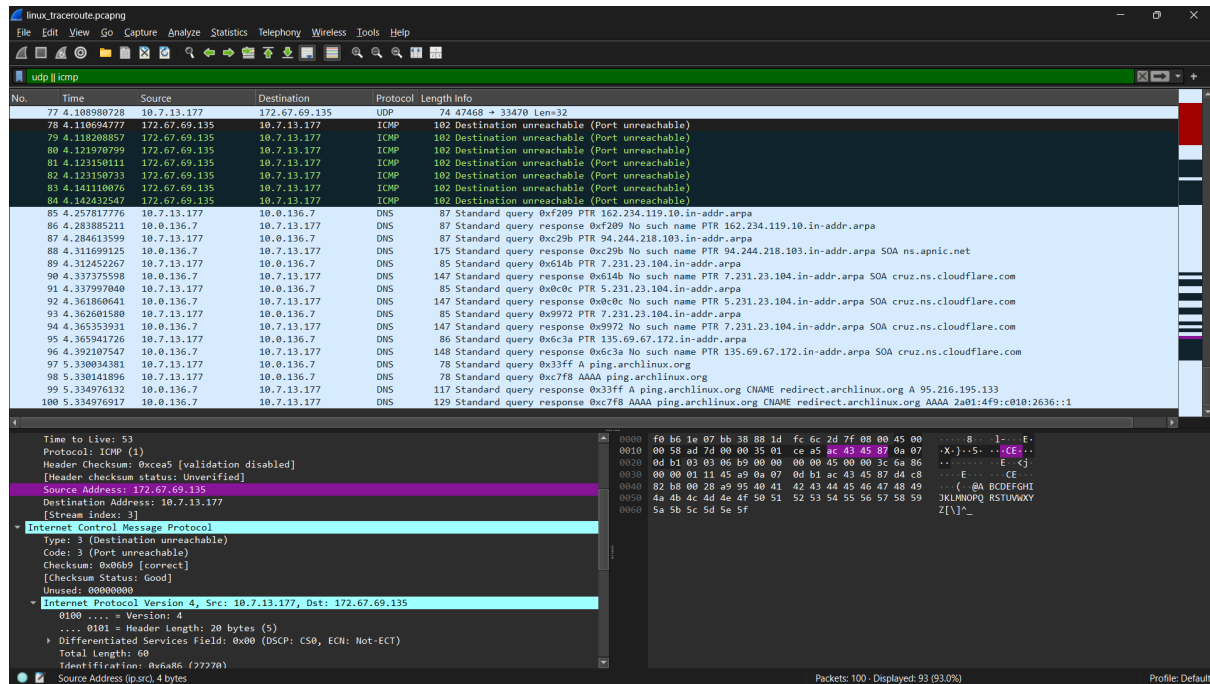 linux_traceroute.pcapng
File Edit View Go Capture Analyze Statistics Telephony Wireless Tools Help
udp || icmp
No. Time Source Destination Protocol Length Info
77 4.108980728 10.7.13.177 172.67.69.135 UDP 74 47468 → 33470 Len=32
78 4.110694777 172.67.69.135 10.7.13.177 ICMP 102 Destination unreachable (Port unreachable)
79 4.118208857 172.67.69.135 10.7.13.177 ICMP 102 Destination unreachable (Port unreachable)
80 4.121970799 172.67.69.135 10.7.13.177 ICMP 102 Destination unreachable (Port unreachable)
81 4.123150111 172.67.69.135 10.7.13.177 ICMP 102 Destination unreachable (Port unreachable)
82 4.123150733 172.67.69.135 10.7.13.177 ICMP 102 Destination unreachable (Port unreachable)
83 4.141110076 172.67.69.135 10.7.13.177 ICMP 102 Destination unreachable (Port unreachable)
84 4.142432547 172.67.69.135 10.7.13.177 ICMP 102 Destination unreachable (Port unreachable)
85 4.257817776 10.7.13.177 10.0.136.7 DNS 87 Standard query 0xf209 PTR 162.234.119.10.in-addr.arpa
86 4.283885211 10.0.136.7 10.7.13.177 DNS 87 Standard query response 0xf209 No such name PTR 162.234.119.10.in-addr.arpa
87 4.284613599 10.7.13.177 10.0.136.7 DNS 87 Standard query 0xc29b PTR 94.244.218.103.in-addr.arpa
88 4.311699125 10.0.136.7 10.7.13.177 DNS 175 Standard query response 0xc29b No such name PTR 94.244.218.103.in-addr.arpa SOA ns.apnic.net
89 4.312452267 10.7.13.177 10.0.136.7 DNS 85 Standard query 0x614b PTR 7.231.23.104.in-addr.arpa
90 4.337375598 10.0.136.7 10.7.13.177 DNS 147 Standard query response 0x614b No such name PTR 7.231.23.104.in-addr.arpa SOA cruz.ns.cloudflare.com
91 4.337997040 10.7.13.177 10.0.136.7 DNS 85 Standard query 0x0c0c PTR 5.231.23.104.in-addr.arpa
92 4.361860641 10.0.136.7 10.7.13.177 DNS 147 Standard query response 0x0c0c No such name PTR 5.231.23.104.in-addr.arpa SOA cruz.ns.cloudflare.com
93 4.362601580 10.7.13.177 10.0.136.7 DNS 85 Standard query 0x9972 PTR 7.231.23.104.in-addr.arpa
94 4.365353931 10.0.136.7 10.7.13.177 DNS 147 Standard query response 0x9972 No such name PTR 7.231.23.104.in-addr.arpa SOA cruz.ns.cloudflare.com
95 4.365941726 10.7.13.177 10.0.136.7 DNS 86 Standard query 0x6c3a PTR 135.69.67.172.in-addr.arpa
96 4.392107547 10.0.136.7 10.7.13.177 DNS 148 Standard query response 0x6c3a No such name PTR 135.69.67.172.in-addr.arpa SOA cruz.ns.cloudflare.com
97 5.330034381 10.7.13.177 10.0.136.7 DNS 78 Standard query 0x33ff A ping.archlinux.org
98 5.330141896 10.7.13.177 10.0.136.7 DNS 78 Standard query 0xc7f8 AAAA ping.archlinux.org
99 5.334976132 10.0.136.7 10.7.13.177 DNS 117 Standard query response 0x33ff A ping.archlinux.org CNAME redirect.archlinux.org A 95.216.195.133
100 5.334976917 10.0.136.7 10.7.13.177 DNS 129 Standard query response 0xc7f8 AAAA ping.archlinux.org CNAME redirect.archlinux.org AAAA 2a01:4f9:c010:2636::1
Time to Live: 53
Protocol: ICMP (1)
Header Checksum: 0xcea5 [validation disabled]
[Header checksum status: Unverified]
Source Address: 172.67.69.135
Destination Address: 10.7.13.177
[Stream index: 3]
Internet Control Message Protocol
Type: 3 (Destination unreachable)
Code: 3 (Port unreachable)
Checksum: 0x06b9 [correct]
[Checksum Status: Good]
Unused: 00000000
Internet Protocol Version 4, Src: 10.7.13.177, Dst: 172.67.69.135
0100 .... = Version: 4
.... 0101 = Header Length: 20 bytes (5)
Differentiated Services Field: 0x00 (DSCP: CS0, ECN: Not-ECT)
Total Length: 60
Identification: 0x6a86 (27270)
0000 f0 b6 1e 07 bb 38 88 1d fc 6c 2d 7f 08 00 45 00 ·····8·· ·l-···E·
0010 00 58 ad 7d 00 00 35 01 ce a5 ac 43 45 87 0a 07 ·X·}··5· ···CE···
0020 0d b1 03 03 06 b9 00 00 00 00 45 00 00 3c 6a 86 ········ ··E··<j·
0030 00 00 01 11 45 a9 0a 07 0d b1 ac 43 45 87 d4 c8 ····E··· ···CE···
0040 82 b8 00 28 a9 95 40 41 42 43 44 45 46 47 48 49 ···(··@A BCDEFGHI
0050 4a 4b 4c 4d 4e 4f 50 51 52 53 54 55 56 57 58 59 JKLMNOPQ RSTUVWXY
0060 5a 5b 5c 5d 5e 5f Z[\]^_
Source Address (ip.src), 4 bytes
Packets: 100 · Displayed: 93 (93.0%)
Profile: Default